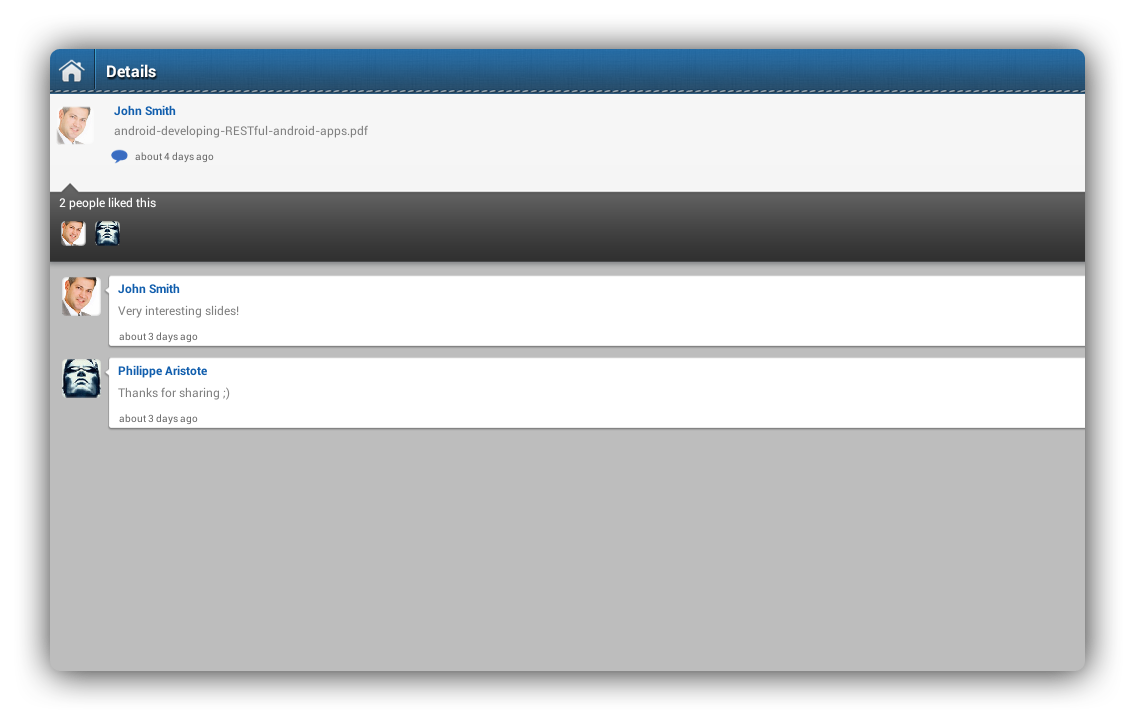 Details
John Smith
android-developing-RESTful-android-apps.pdf
about 4 days ago
2 people liked this
John Smith
Very interesting slides!
about 3 days ago
Philippe Aristote
Thanks for sharing ;)
about 3 days ago